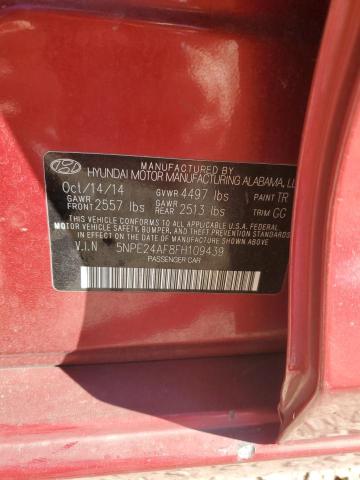 MANUFACTURED BY
HYUNDAI MOTOR MANUFACTURING ALABAMA, LL
Oct/14/14 GVWR 4497 lbs PAINT TR
GAWR FRONT 2557 lbs GAWR REAR 2513 lbs TRIM GG
THIS VEHICLE CONFORMS TO ALL APPLICABLE U.S.A. FEDERAL
MOTOR VEHICLE SAFETY, BUMPER, AND THEFT PREVENTION
STANDARDS IN EFFECT ON THE DATE OF MANUFACTURE SHOWN ABOVE.
V.I.N 5NPE24AF8FH109439
PASSENGER CAR